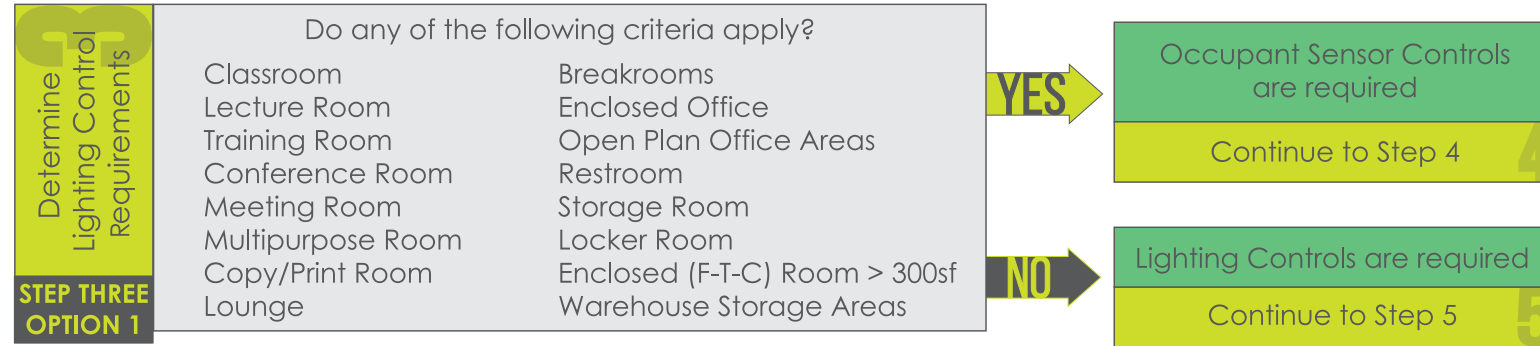 3
Determine
Lighting Control
Requirements
STEP THREE
OPTION 1
Do any of the following criteria apply?
Classroom
Lecture Room
Training Room
Conference Room
Meeting Room
Multipurpose Room
Copy/Print Room
Lounge
Breakrooms
Enclosed Office
Open Plan Office Areas
Restroom
Storage Room
Locker Room
Enclosed (F-T-C) Room > 300sf
Warehouse Storage Areas
YES
Occupant Sensor Controls
are required
Continue to Step 4
4
NO
Lighting Controls are required
Continue to Step 5
5